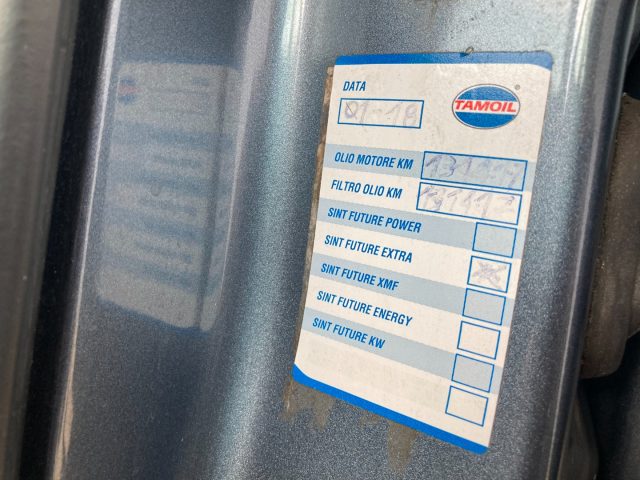 DATA
01-18
TAMOIL
OLIO MOTORE KM
FILTRO OLIO KM
SINT FUTURE POWER
SINT FUTURE EXTRA
SINT FUTURE XMF
SINT FUTURE ENERGY
SINT FUTURE KW